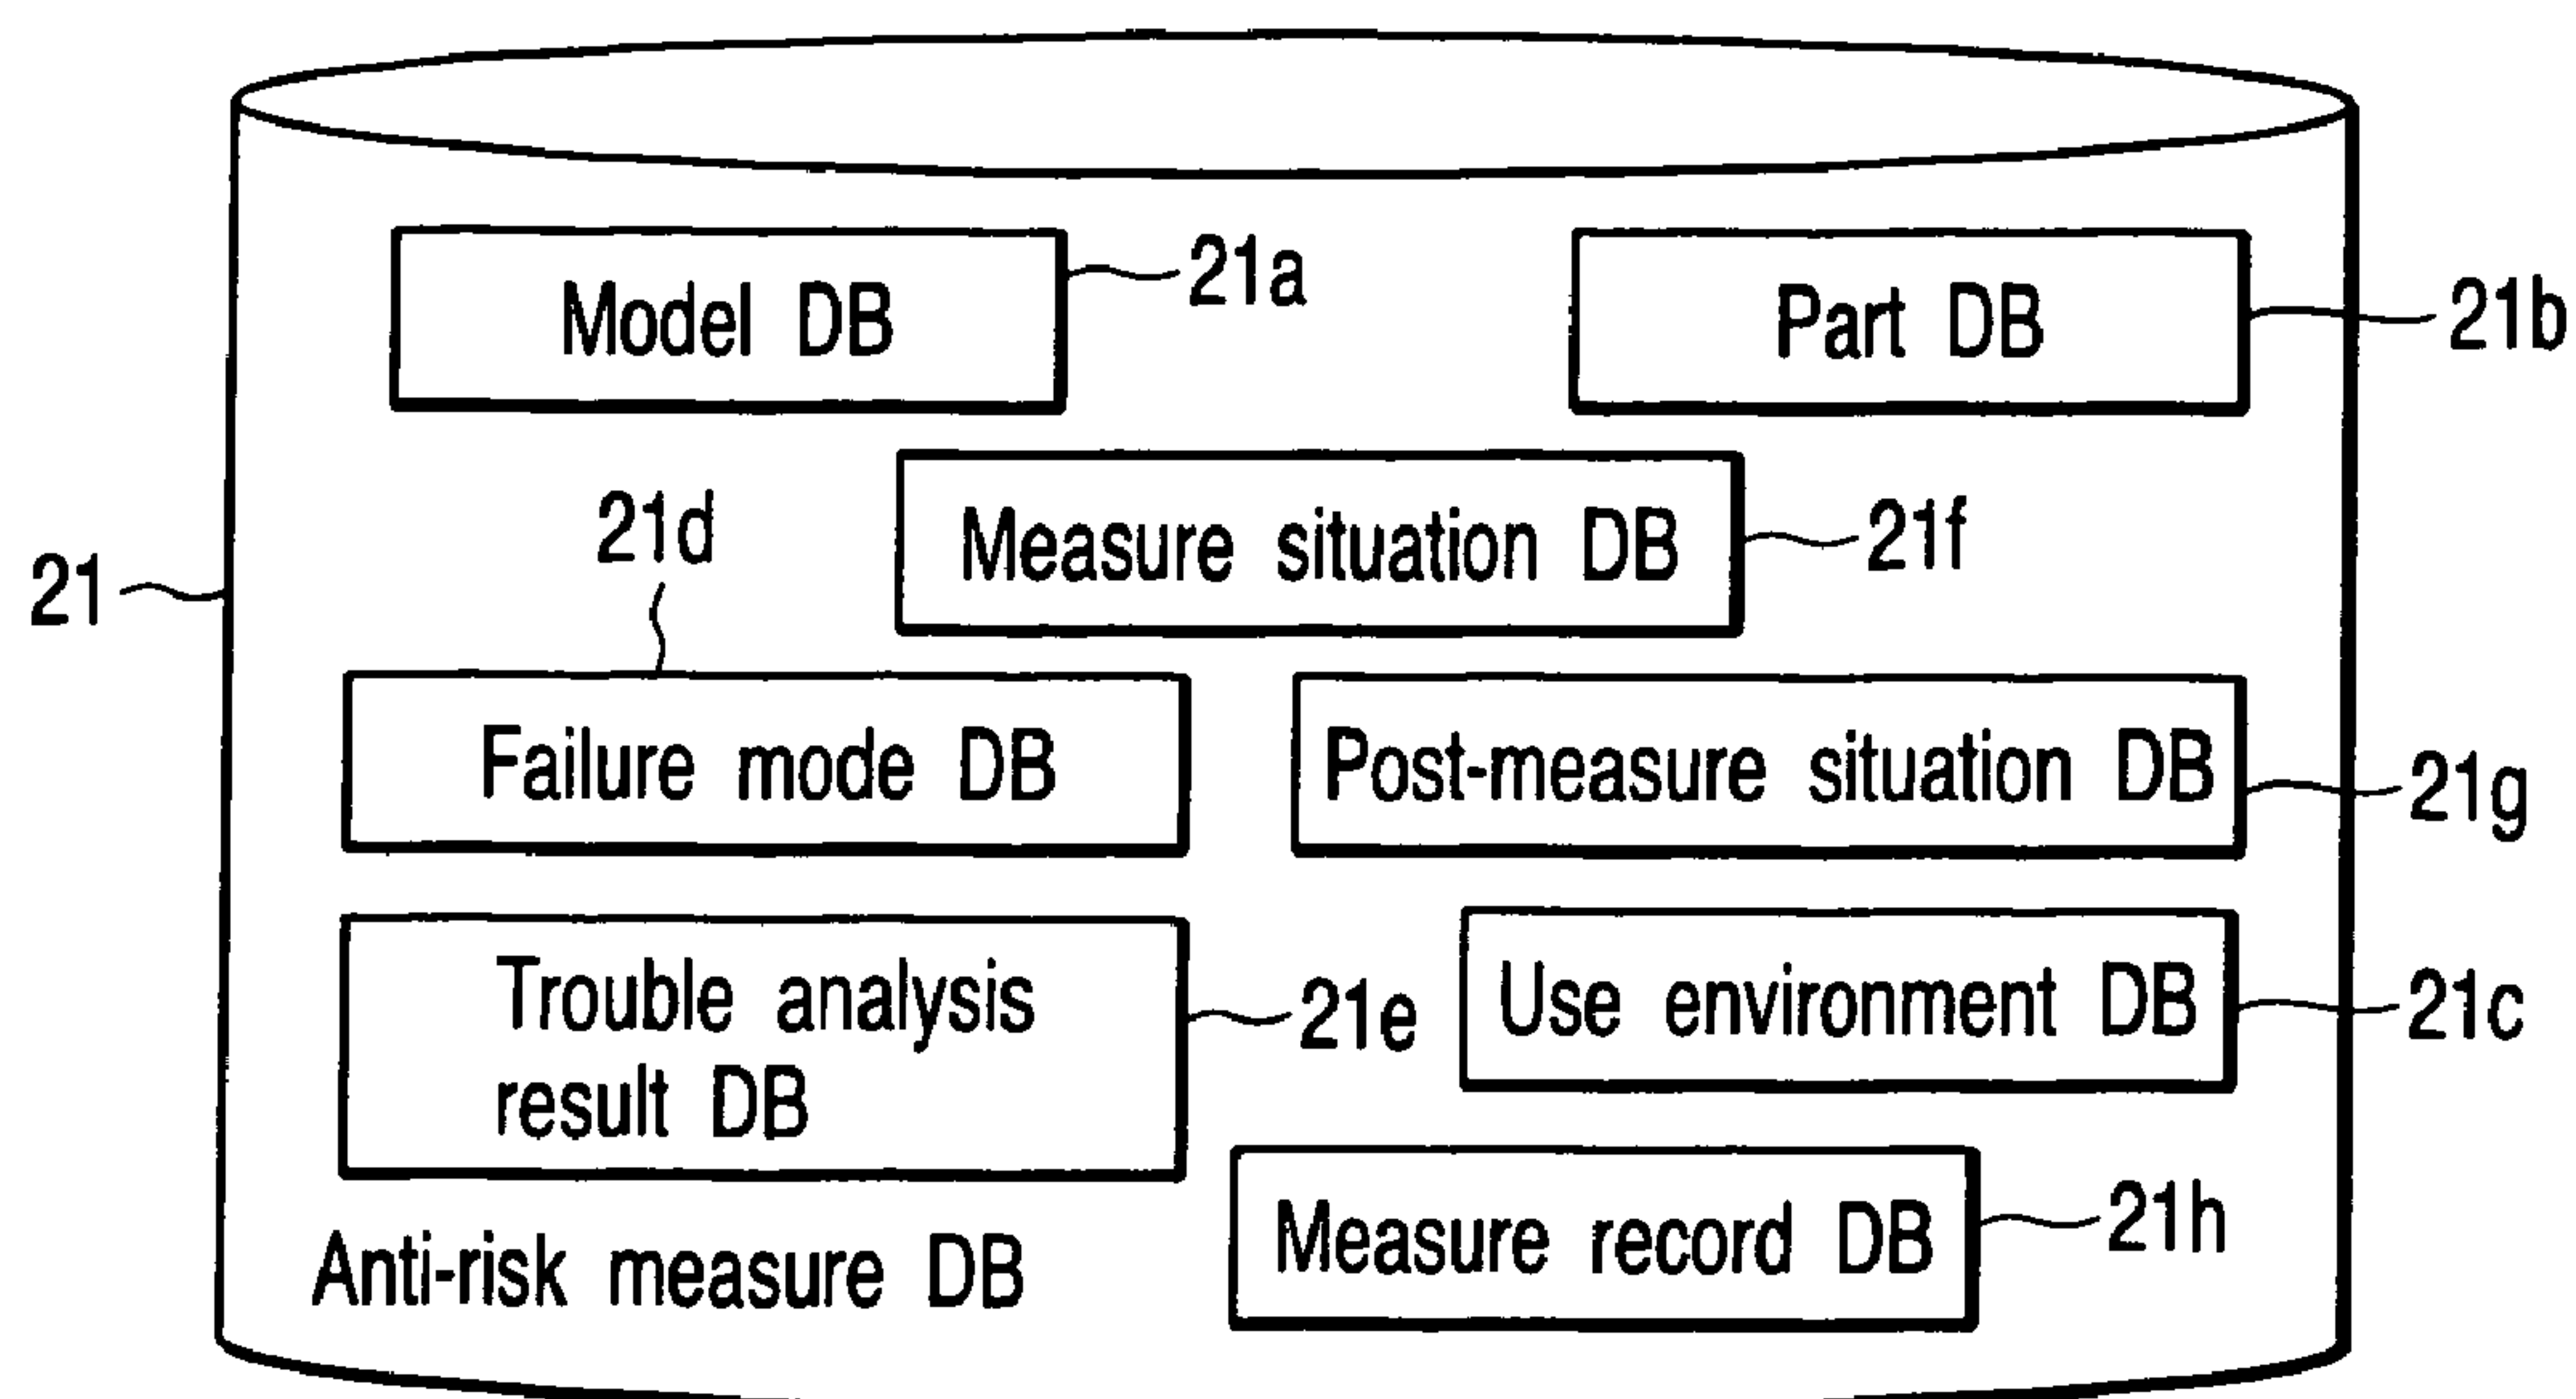 Model DB
21a
Part DB
21b
21d
Measure situation DB
21f
21
Failure mode DB
Post-measure situation DB
21g
Trouble analysis
result DB
21e
Use environment DB
21c
Measure record DB
21h
Anti-risk measure DB